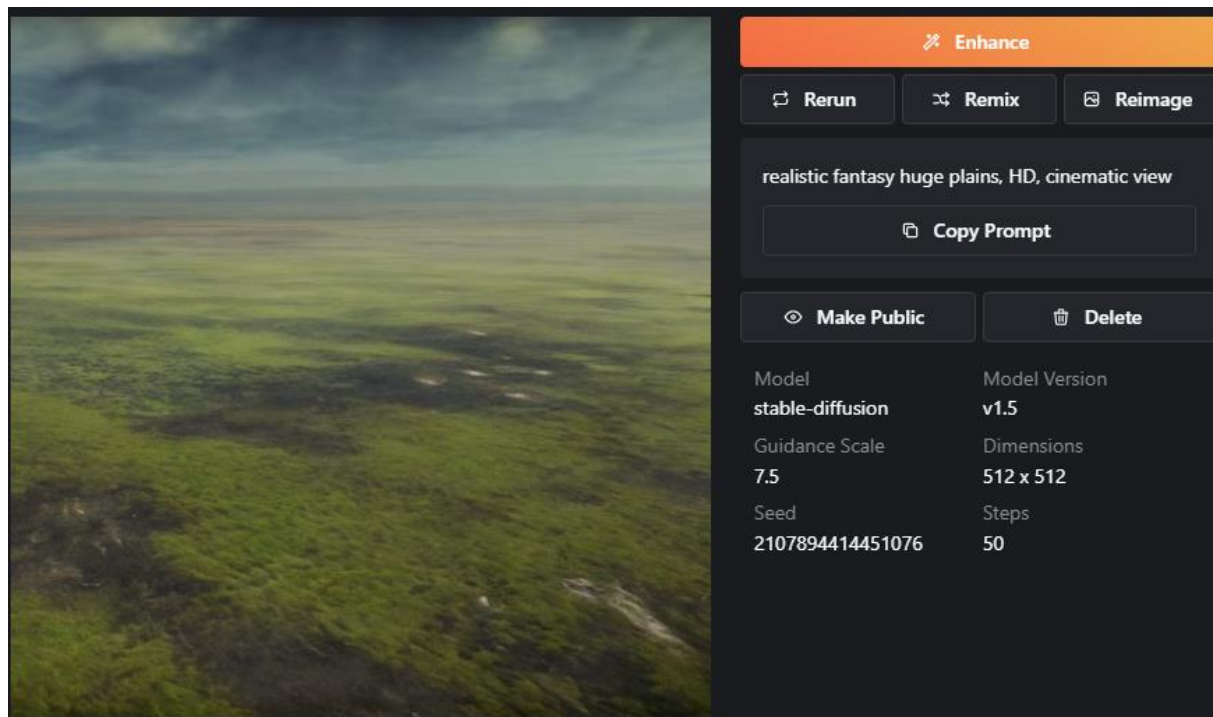 Enhance
Rerun Remix Reimage
realistic fantasy huge plains, HD, cinematic view
Copy Prompt
Make Public Delete
Model Model Version
stable-diffusion v1.5
Guidance Scale Dimensions
7.5 512 x 512
Seed Steps
2107894414451076 50